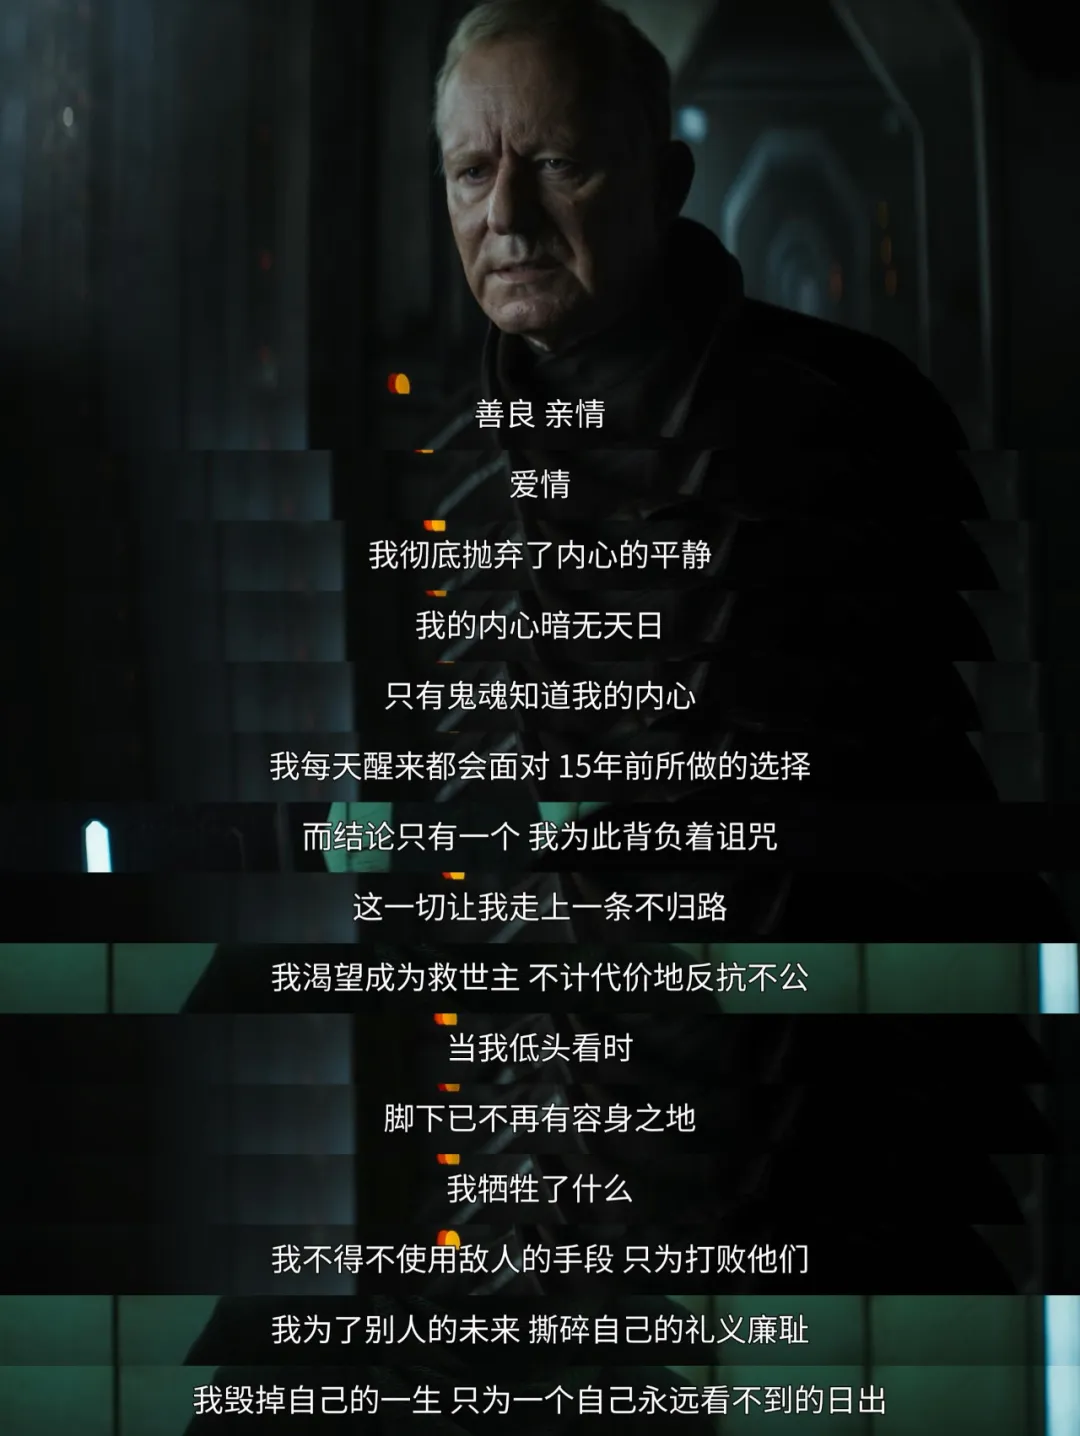 善良 亲情
爱情
我彻底抛弃了内心的平静
我的内心暗无天日
只有鬼魂知道我的内心
我每天醒来都会面对 15年前所做的选择
而结论只有一个 我为此背负着诅咒
这一切让我走上一条不归路
我渴望成为救世主 不计代价地反抗不公
当我低头看时
脚下已不再有容身之地
我牺牲了什么
我不得不使用敌人的手段 只为打败他们
我为了别人的未来 撕碎自己的礼义廉耻
我毁掉自己的一生 只为一个自己永远看不到的日出